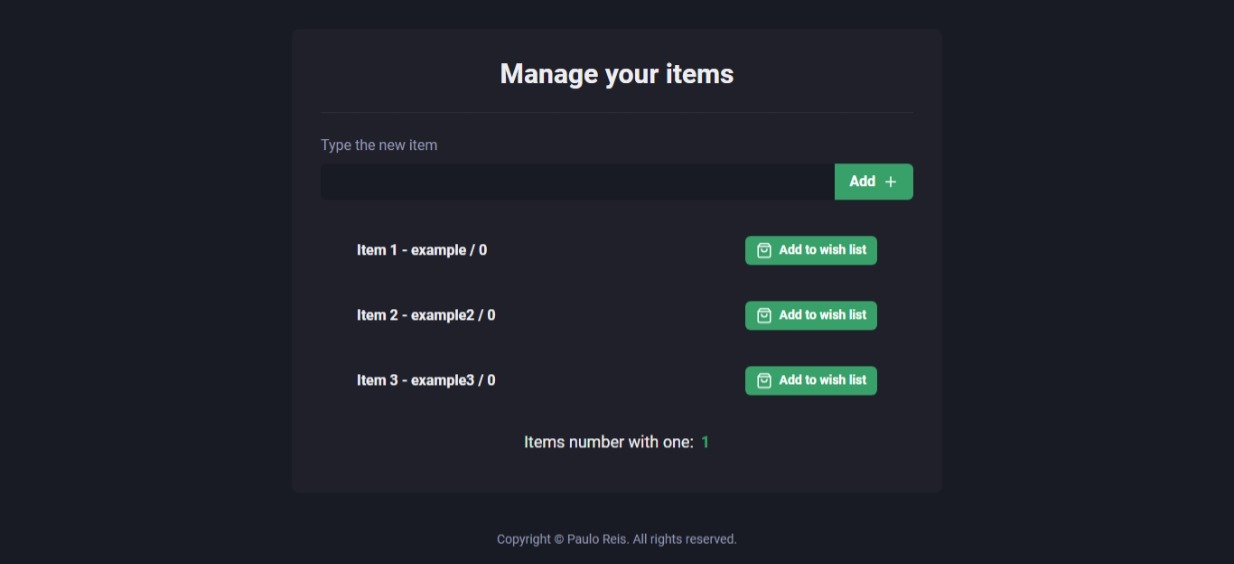 Manage your items
Type the new item
Add +
Item 1 - example / 0
Add to wish list
Item 2 - example2 / 0
Add to wish list
Item 3 - example3 / 0
Add to wish list
Items number with one: 1
Copyright © Paulo Reis. All rights reserved.